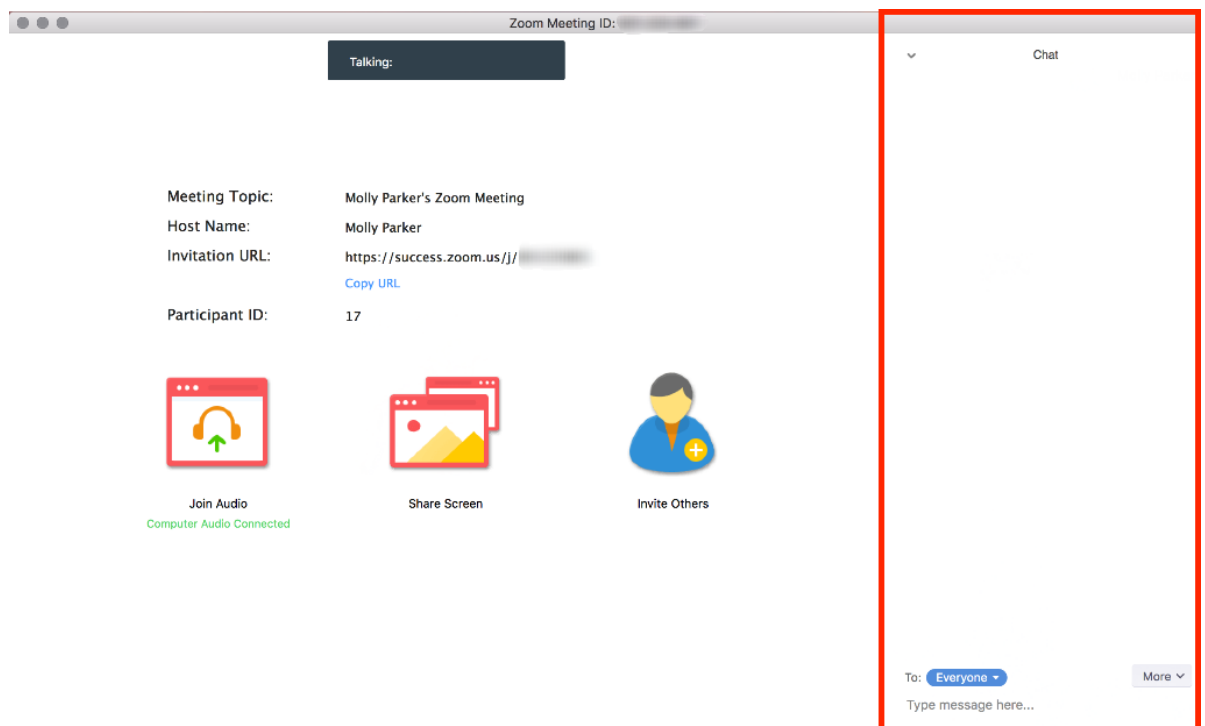 Zoom Meeting ID:
Talking:
Meeting Topic: Molly Parker's Zoom Meeting
Host Name: Molly Parker
Invitation URL: https://success.zoom.us/j/
Copy URL
Participant ID: 17
Join Audio
Computer Audio Connected
Share Screen
Invite Others
Chat
To: Everyone
More
Type message here...